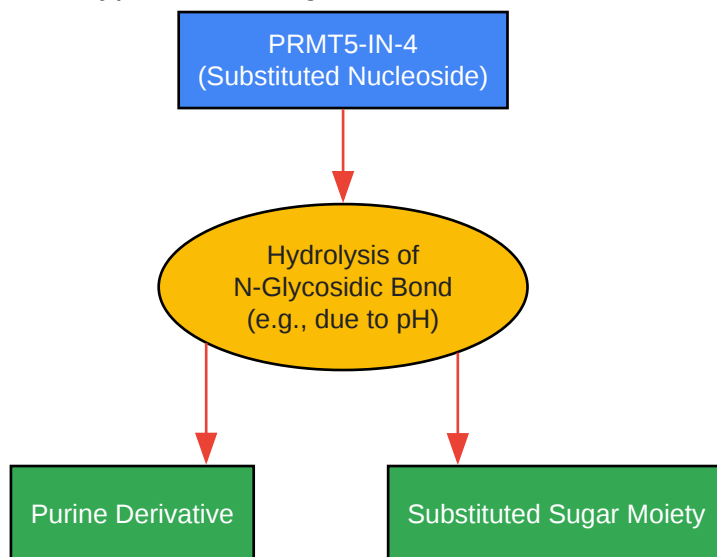 PRMT5-IN-4
(Substituted Nucleoside)
Hydrolysis of
N-Glycosidic Bond
(e.g., due to pH)
Purine Derivative
Substituted Sugar Moiety